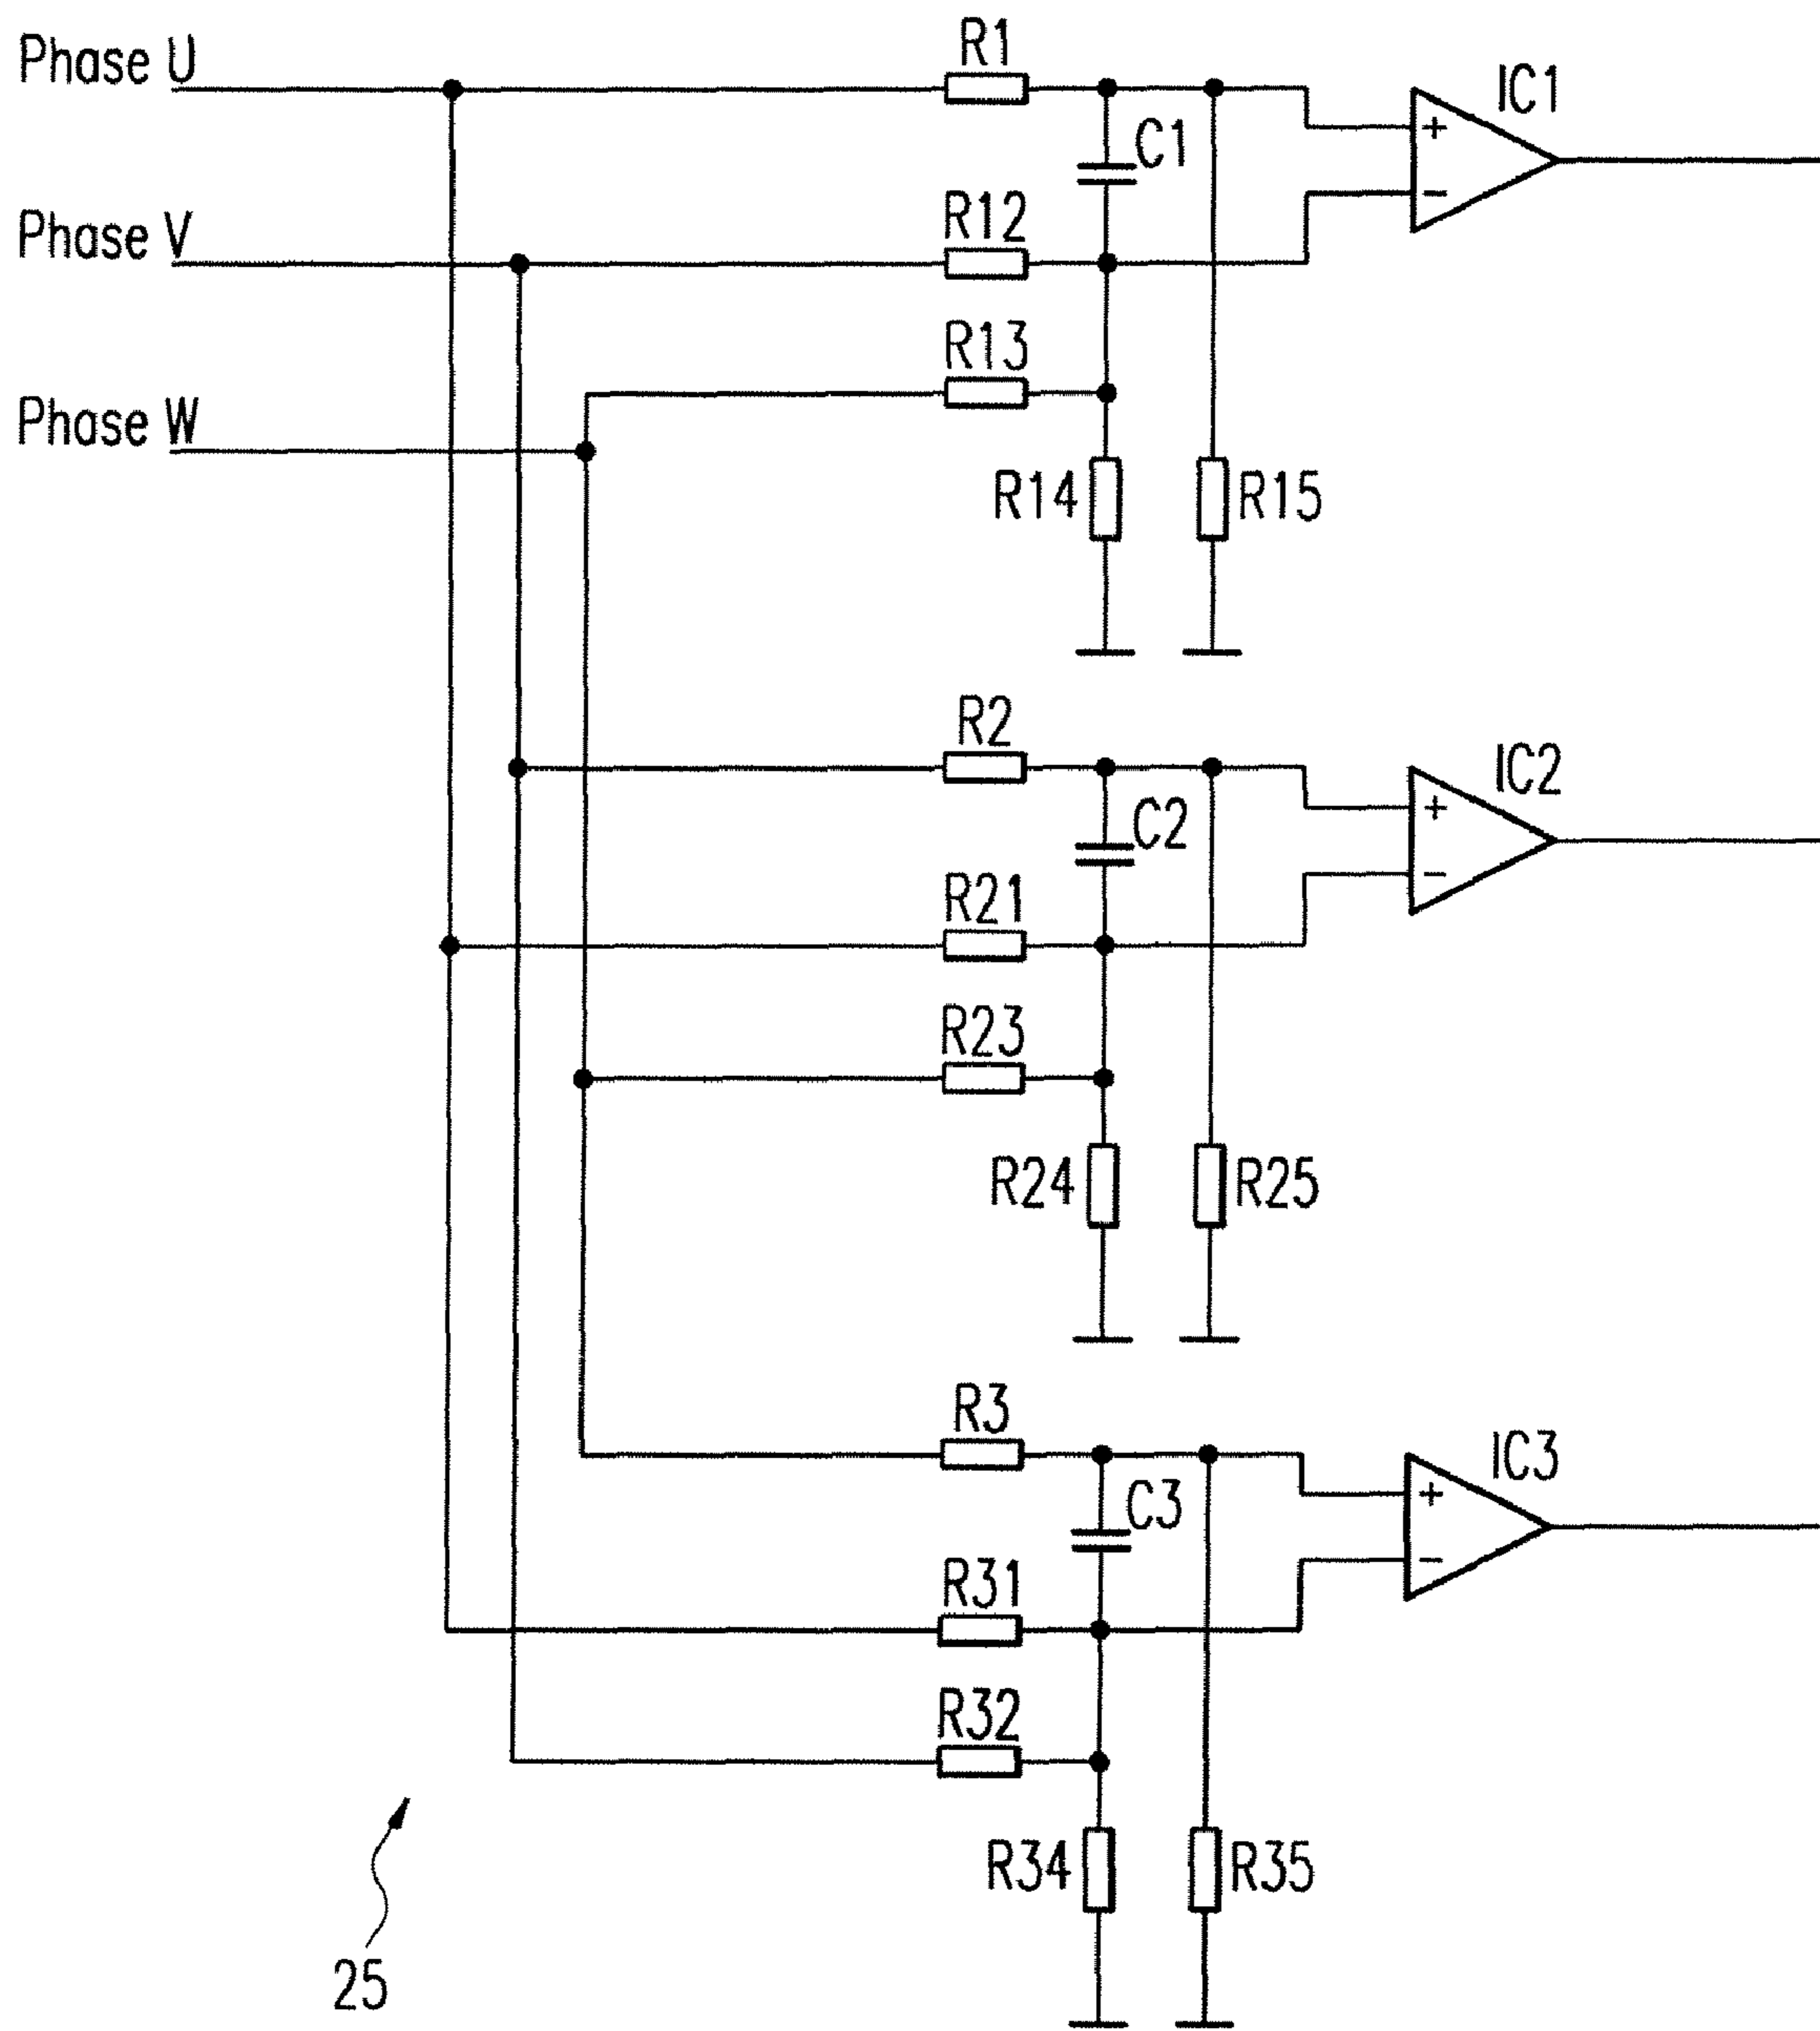 Phase U
R1
IC1
+
C1
−
Phase V
R12
R13
Phase W
R14
R15
R2
IC2
+
C2
−
R21
R23
R24
R25
R3
IC3
+
C3
−
R31
R32
R34
R35
25